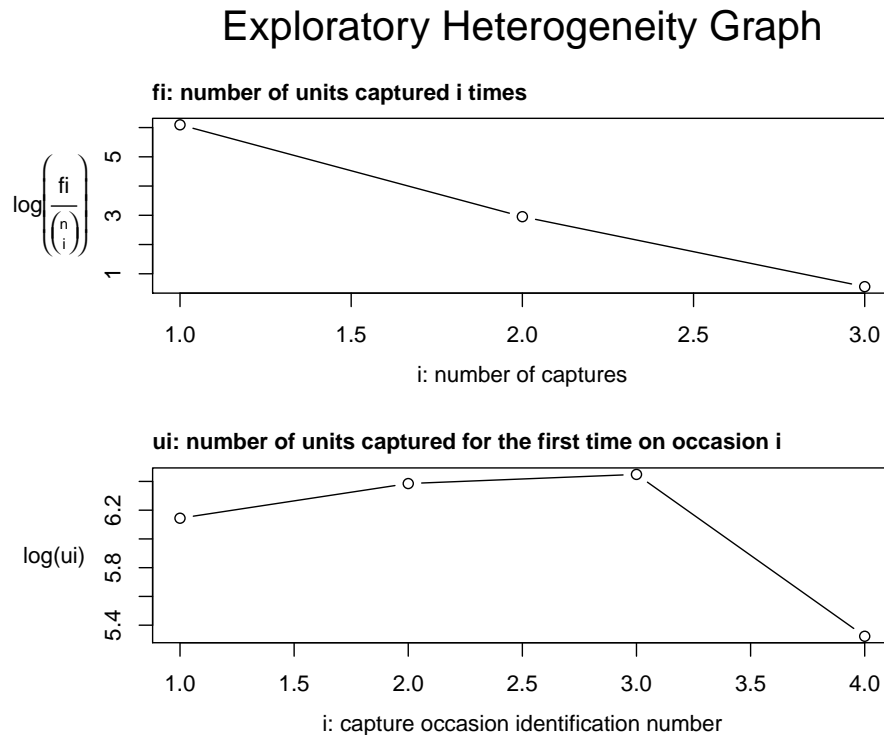 Exploratory Heterogeneity Graph
fi: number of units captured i times
log(fi/(n i))
5
3
1
1.0 1.5 2.0 2.5 3.0
i: number of captures
ui: number of units captured for the first time on occasion i
log(ui)
6.2
5.8
5.4
1.0 1.5 2.0 2.5 3.0 3.5 4.0
i: capture occasion identification number